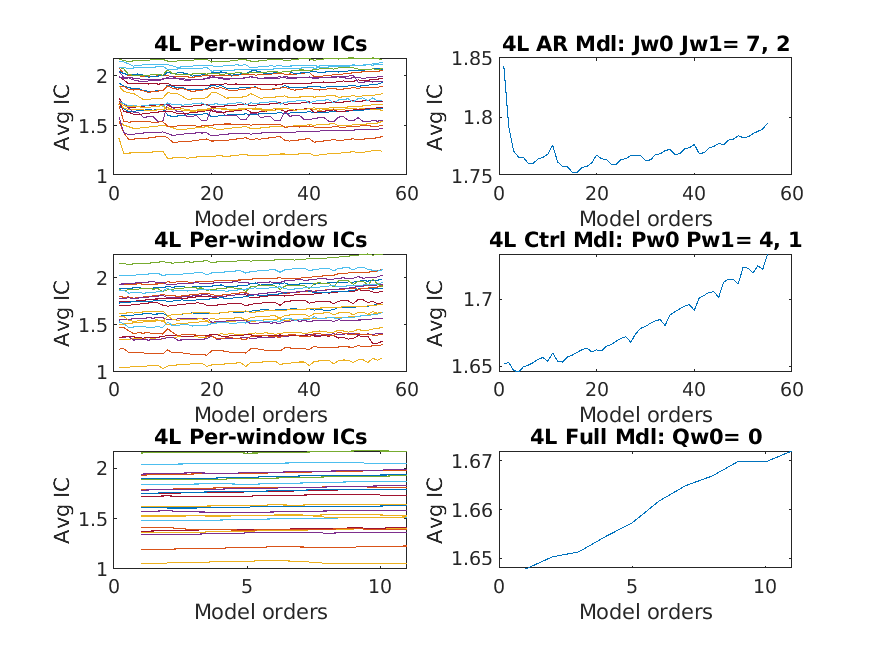 4L Per-window ICs
Avg IC
2
1.5
1
0 20 40 60
Model orders
4L AR Mdl: Jw0 Jw1= 7, 2
Avg IC
1.85
1.8
1.75
0 20 40 60
Model orders
4L Per-window ICs
Avg IC
2
1.5
1
0 20 40 60
Model orders
4L Ctrl Mdl: Pw0 Pw1= 4, 1
Avg IC
1.7
1.65
0 20 40 60
Model orders
4L Per-window ICs
Avg IC
2
1.5
1
0 5 10
Model orders
4L Full Mdl: Qw0= 0
Avg IC
1.67
1.66
1.65
0 5 10
Model orders